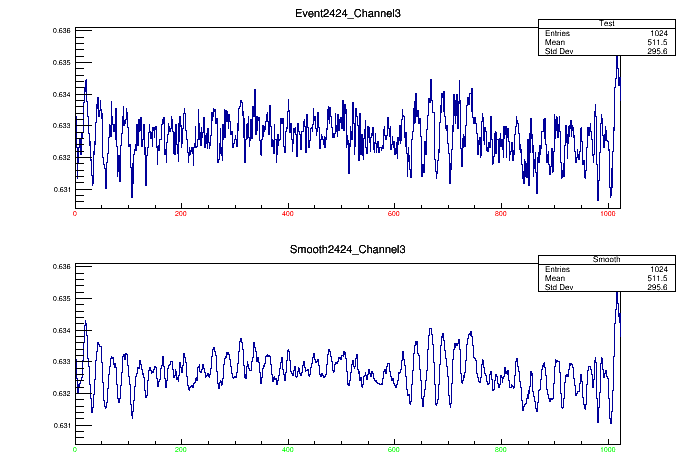 Event2424_Channel3
Test
Entries 1024
Mean 511.5
Std Dev 295.6
0.636
0.635
0.634
0.633
0.632
0.631
0 200 400 600 800 1000
Smooth2424_Channel3
Smooth
Entries 1024
Mean 511.5
Std Dev 295.6
0.636
0.635
0.634
0.633
0.632
0.631
0 200 400 600 800 1000